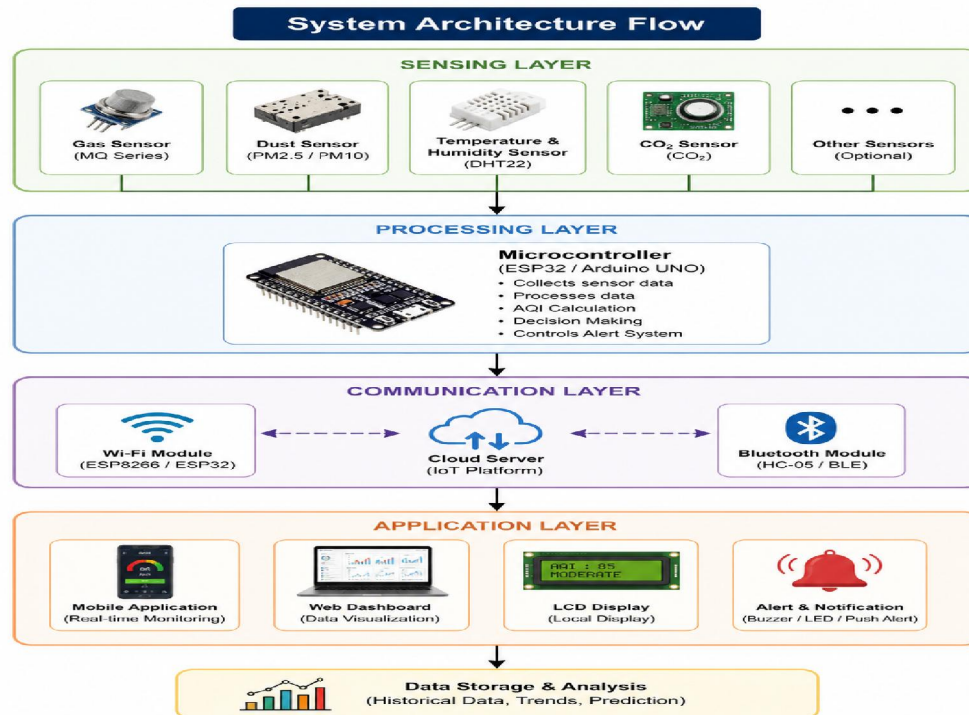 System Architecture Flow
SENSING LAYER
Gas Sensor
(MQ Series)
Dust Sensor
(PM2.5 / PM10)
Temperature &
Humidity Sensor
(DHT22)
CO₂ Sensor
(CO₂)
Other Sensors
(Optional)
PROCESSING LAYER
Microcontroller
(ESP32 / Arduino UNO)
• Collects sensor data
• Processes data
• AQI Calculation
• Decision Making
• Controls Alert System
COMMUNICATION LAYER
Wi-Fi Module
(ESP8266 / ESP32)
Cloud Server
(IoT Platform)
Bluetooth Module
(HC-05 / BLE)
APPLICATION LAYER
Mobile Application
(Real-time Monitoring)
Web Dashboard
(Data Visualization)
AQI : 85
MODERATE
LCD Display
(Local Display)
Alert & Notification
(Buzzer / LED / Push Alert)
Data Storage & Analysis
(Historical Data, Trends, Prediction)